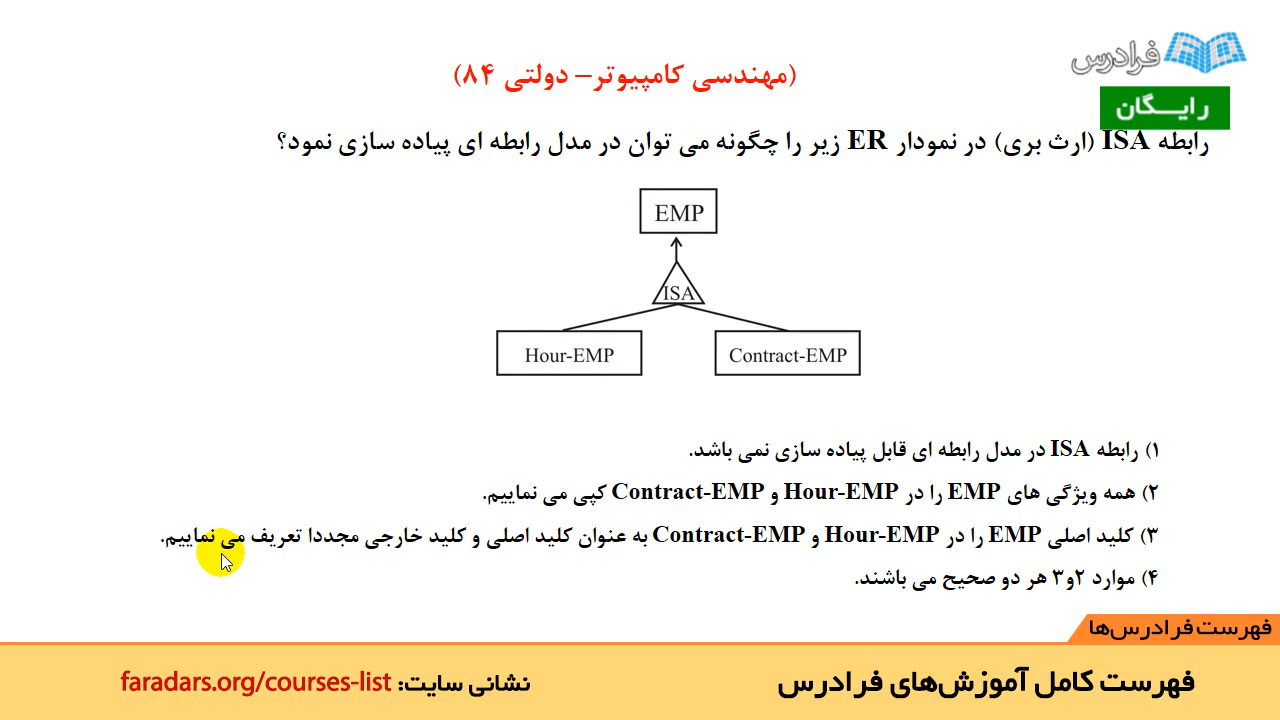 فرادرس
(مهندسی کامپیوتر– دولتی ۸۴)
رایـــگان
رابطه ISA (ارث بری) در نمودار ER زیر را چگونه می توان در مدل رابطه ای پیاده سازی نمود؟
EMP
ISA
Hour-EMP Contract-EMP
۱) رابطه ISA در مدل رابطه ای قابل پیاده سازی نمی باشد.
۲) همه ویژگی های EMP را در Hour-EMP و Contract-EMP کپی می نماییم.
۳) کلید اصلی EMP را در Hour-EMP و Contract-EMP به عنوان کلید اصلی و کلید خارجی مجددا تعریف می نماییم.
۴) موارد ۲و۳ هر دو صحیح می باشند.
فهرست فرادرس‌ها
فهرست کامل آموزش‌های فرادرس نشانی سایت: faradars.org/courses-list